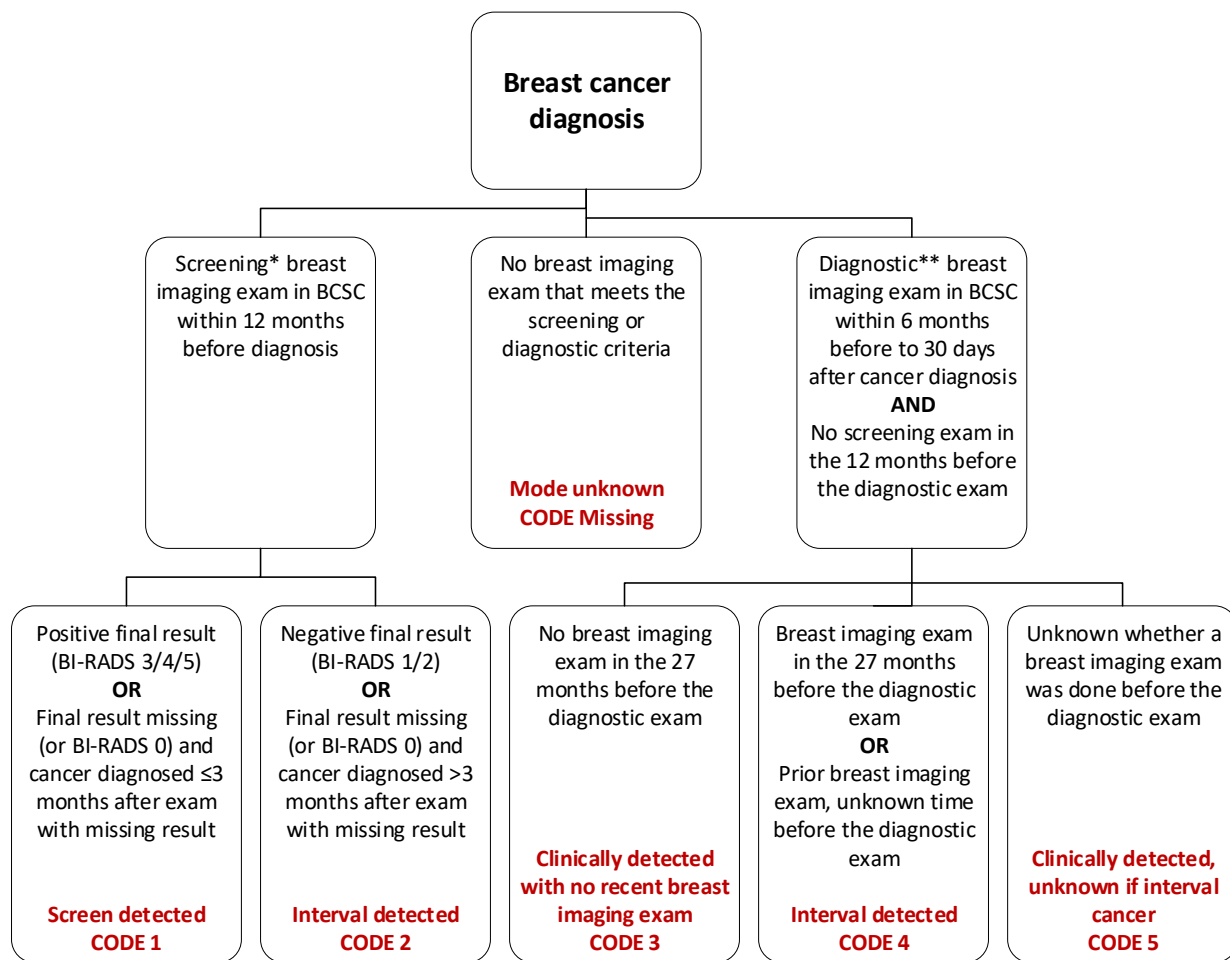 Breast cancer
diagnosis
Screening* breast
imaging exam in BCSC
within 12 months
before diagnosis
No breast imaging
exam that meets the
screening or
diagnostic criteria
Mode unknown
CODE Missing
Diagnostic** breast
imaging exam in BCSC
within 6 months
before to 30 days
after cancer diagnosis
AND
No screening exam in
the 12 months before
the diagnostic exam
Positive final result
(BI-RADS 3/4/5)
OR
Final result missing
(or BI-RADS 0) and
cancer diagnosed ≤3
months after exam
with missing result
Screen detected
CODE 1
Negative final result
(BI-RADS 1/2)
OR
Final result missing
(or BI-RADS 0) and
cancer diagnosed >3
months after exam
with missing result
Interval detected
CODE 2
No breast imaging
exam in the 27
months before the
diagnostic exam
Clinically detected
with no recent breast
imaging exam
CODE 3
Breast imaging exam
in the 27 months
before the diagnostic
exam
OR
Prior breast imaging
exam, unknown time
before the diagnostic
exam
Interval detected
CODE 4
Unknown whether a
breast imaging exam
was done before the
diagnostic exam
Clinically detected,
unknown if interval
cancer
CODE 5